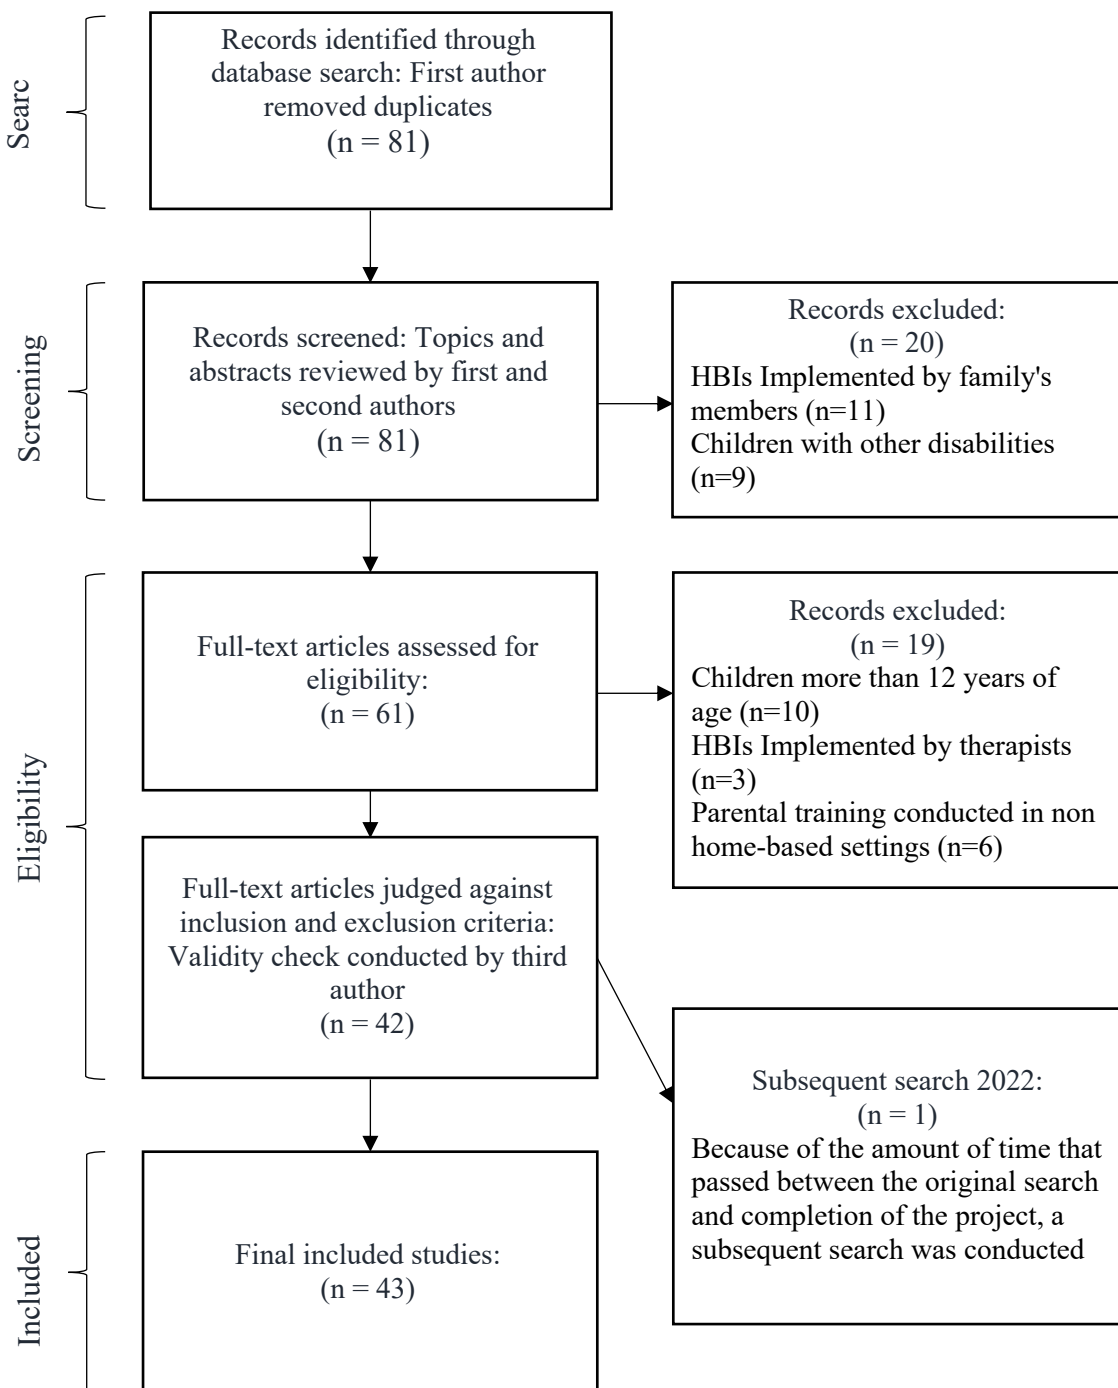 Searc
Records identified through
database search: First author
removed duplicates
(n = 81)
Screening
Records screened: Topics and
abstracts reviewed by first and
second authors
(n = 81)
Records excluded:
(n = 20)
HBIs Implemented by family's
members (n=11)
Children with other disabilities
(n=9)
Eligibility
Full-text articles assessed for
eligibility:
(n = 61)
Records excluded:
(n = 19)
Children more than 12 years of
age (n=10)
HBIs Implemented by therapists
(n=3)
Parental training conducted in non
home-based settings (n=6)
Full-text articles judged against
inclusion and exclusion criteria:
Validity check conducted by third
author
(n = 42)
Subsequent search 2022:
(n = 1)
Because of the amount of time that
passed between the original search
and completion of the project, a
subsequent search was conducted
Included
Final included studies:
(n = 43)